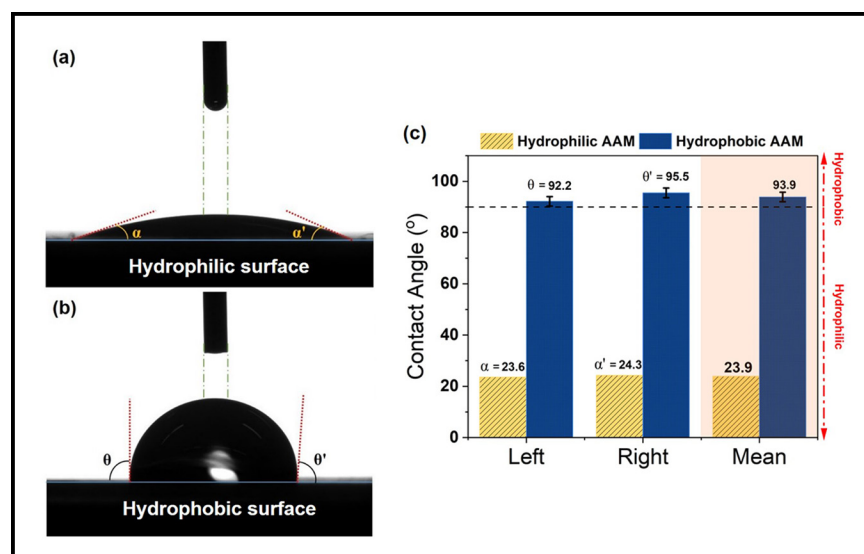 (a)
α
α'
Hydrophilic surface
(b)
θ
θ'
Hydrophobic surface
(c)
Hydrophilic AAM
Hydrophobic AAM
Contact Angle (º)
100
80
60
40
20
0
α = 23.6
θ = 92.2
α' = 24.3
θ' = 95.5
23.9
93.9
Left
Right
Mean
Hydrophobic
Hydrophilic